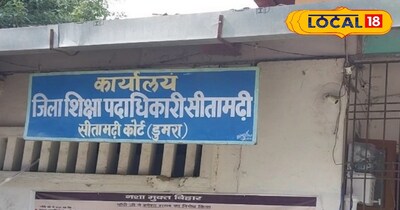 LOCAL 18
कार्यालय
जिला शिक्षा पदाधिकारी सीतामढ़ी
सीतामढ़ी कोर्ट (डुमरा)
नशा मुक्त बिहार